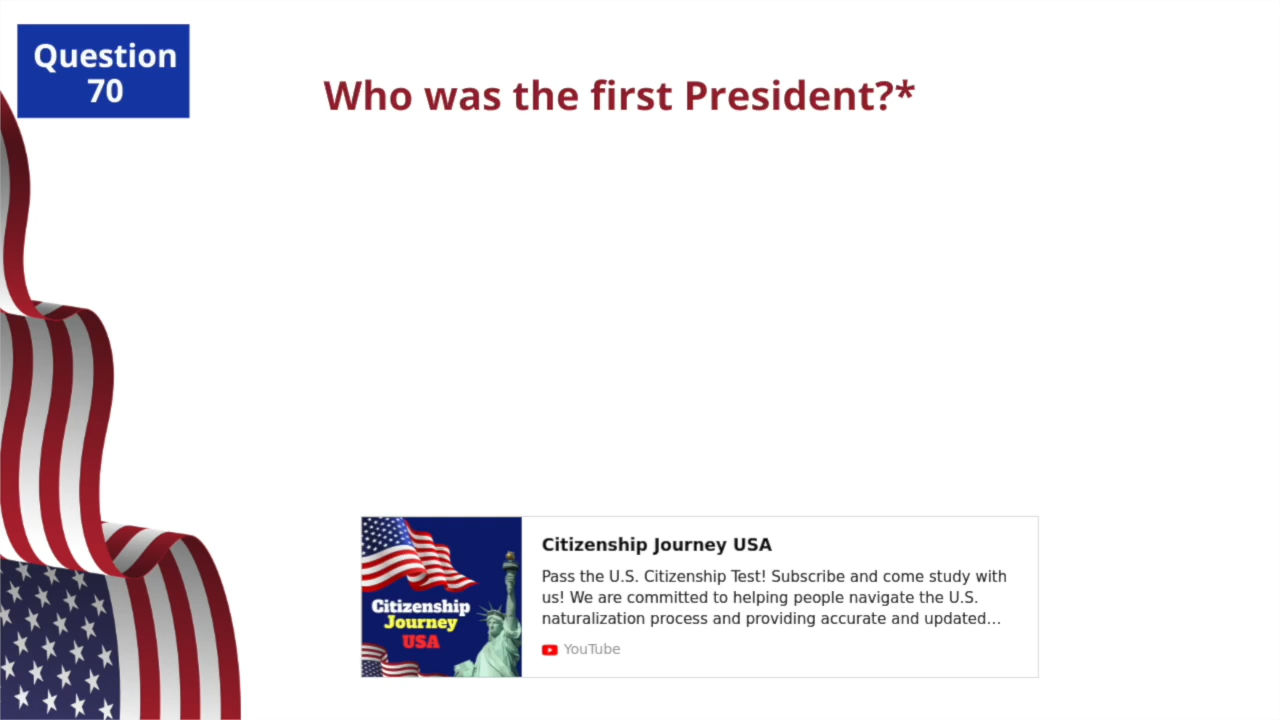 Question
70
Who was the first President?*
Citizenship Journey USA
Pass the U.S. Citizenship Test! Subscribe and come study with
us! We are committed to helping people navigate the U.S.
naturalization process and providing accurate and updated...
YouTube
Citizenship
Journey
USA